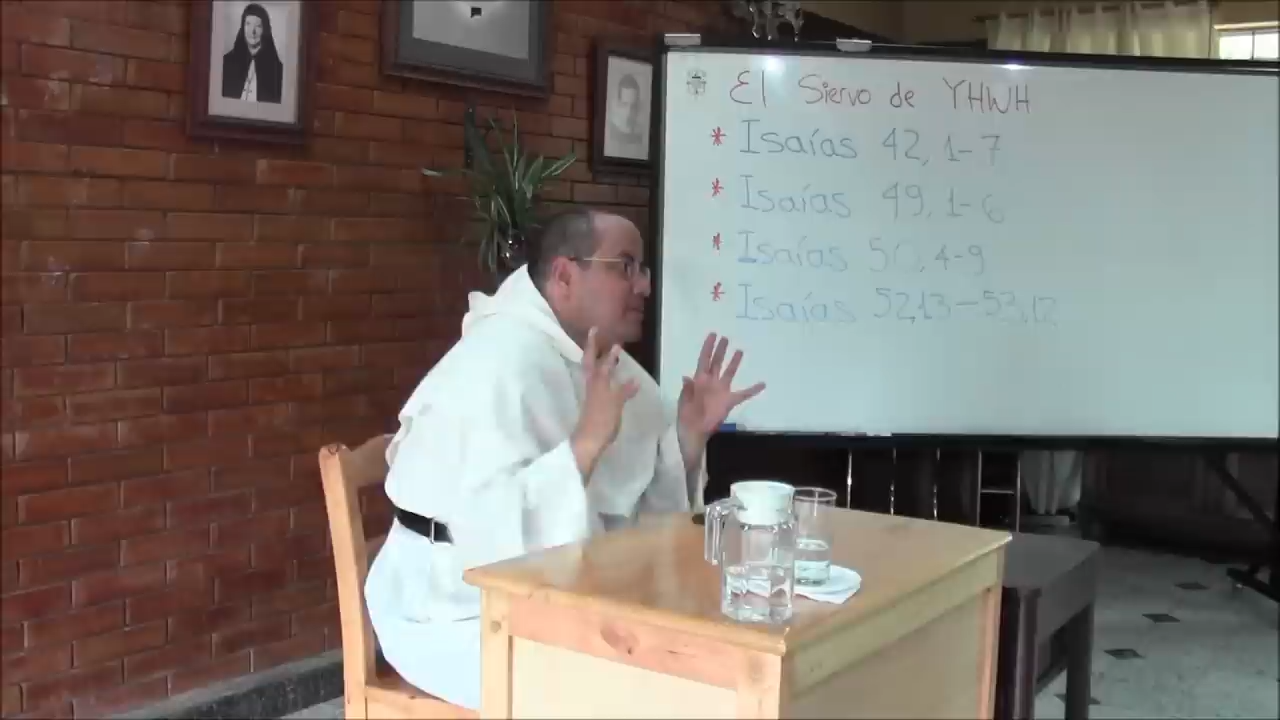 El Siervo de YHWH
* Isaías 42, 1-7
* Isaías 49, 1-6
* Isaías 50, 4-9
* Isaías 52,13-53,12